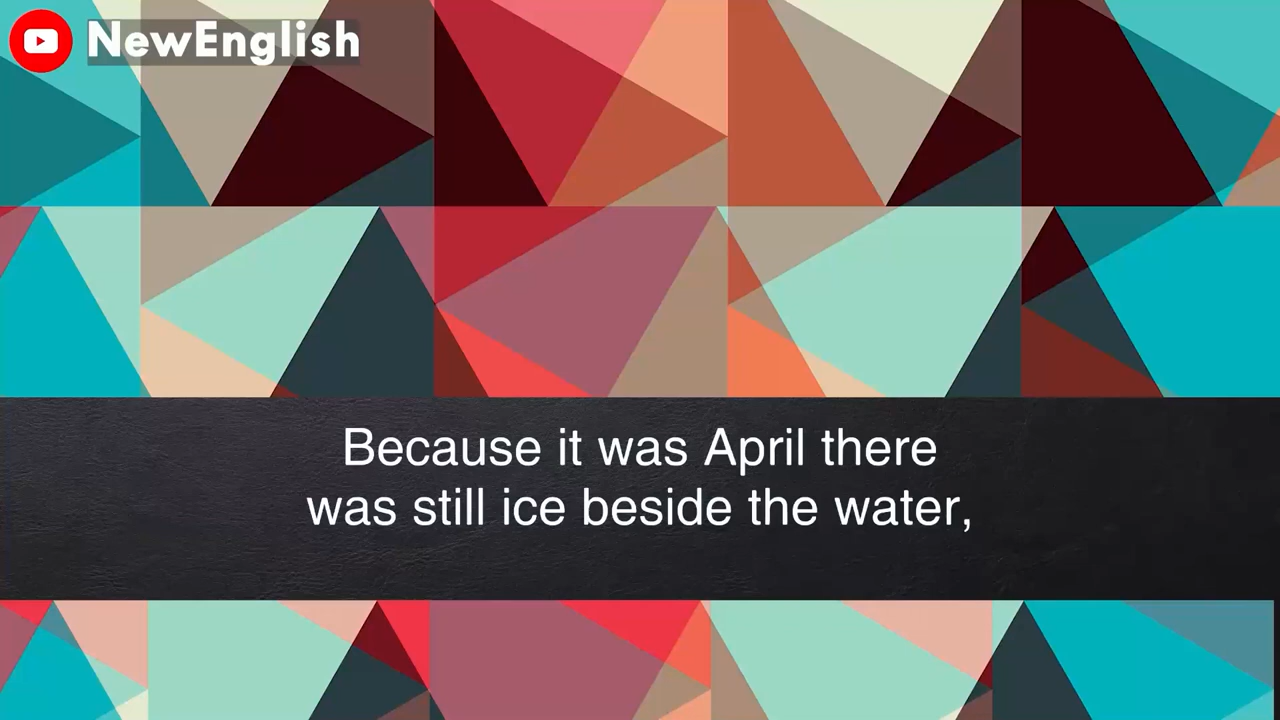 NewEnglish
Because it was April there
was still ice beside the water,